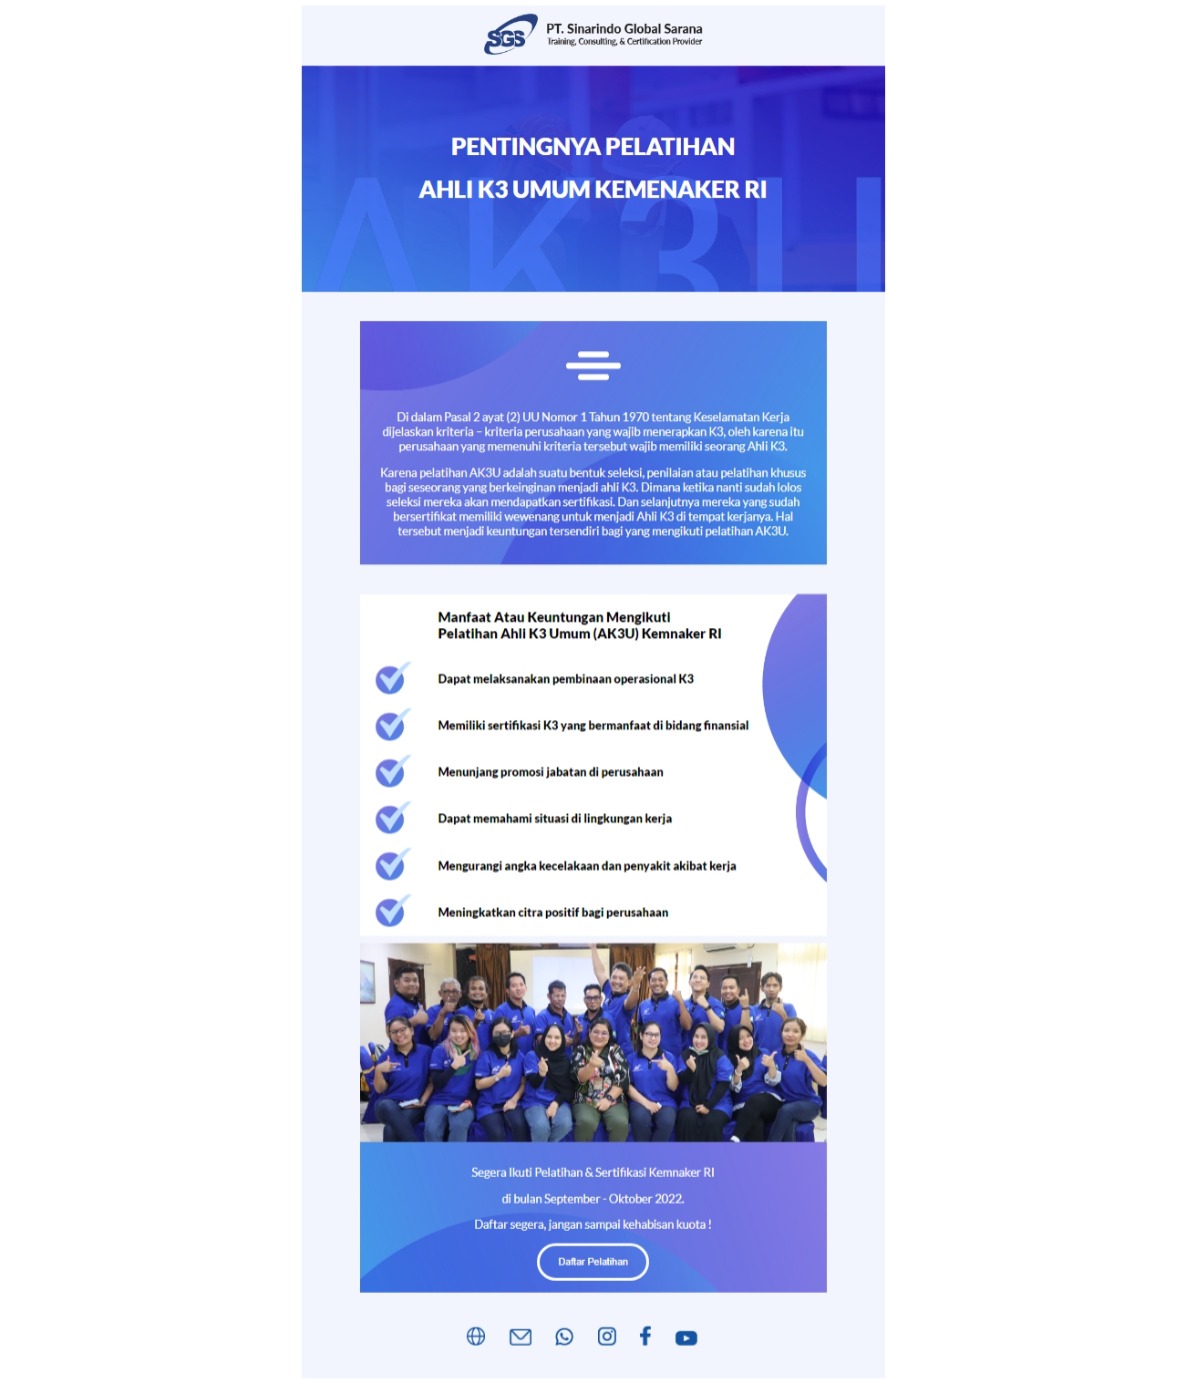 SGS
PT. Sinarindo Global Sarana
Training, Consulting, & Certification Provider
PENTINGNYA PELATIHAN
AHLI K3 UMUM KEMENAKER RI
AK3U
Di dalam Pasal 2 ayat (2) UU Nomor 1 Tahun 1970 tentang Keselamatan Kerja
dijelaskan kriteria – kriteria perusahaan yang wajib menerapkan K3, oleh karena itu
perusahaan yang memenuhi kriteria tersebut wajib memiliki seorang Ahli K3.
Karena pelatihan AK3U adalah suatu bentuk seleksi, penilaian atau pelatihan khusus
bagi seseorang yang berkeinginan menjadi ahli K3. Dimana ketika nanti sudah lolos
seleksi mereka akan mendapatkan sertifikasi. Dan selanjutnya mereka yang sudah
bersertifikat memiliki wewenang untuk menjadi Ahli K3 di tempat kerjanya. Hal
tersebut menjadi keuntungan tersendiri bagi yang mengikuti pelatihan AK3U.
Manfaat Atau Keuntungan Mengikuti
Pelatihan Ahli K3 Umum (AK3U) Kemnaker RI
Dapat melaksanakan pembinaan operasional K3
Memiliki sertifikasi K3 yang bermanfaat di bidang finansial
Menunjang promosi jabatan di perusahaan
Dapat memahami situasi di lingkungan kerja
Mengurangi angka kecelakaan dan penyakit akibat kerja
Meningkatkan citra positif bagi perusahaan
Segera Ikuti Pelatihan & Sertifikasi Kemnaker RI
di bulan September - Oktober 2022.
Daftar segera, jangan sampai kehabisan kuota !
Daftar Pelatihan